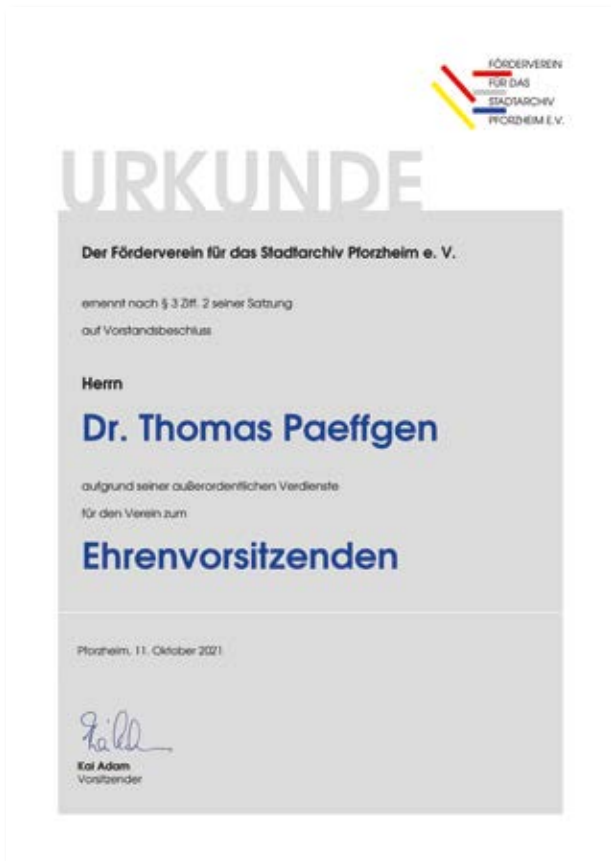 FÖRDERVEREIN
FÜR DAS
STADTARCHIV
PFORZHEIM E.V.
URKUNDE
Der Förderverein für das Stadtarchiv Pforzheim e. V.
ernennt nach § 3 Ziff. 2 seiner Satzung
auf Vorstandsbeschluss
Herrn
Dr. Thomas Paeffgen
aufgrund seiner außerordentlichen Verdienste
für den Verein zum
Ehrenvorsitzenden
Pforzheim, 11. Oktober 2021
Kai Adam
Vorsitzender